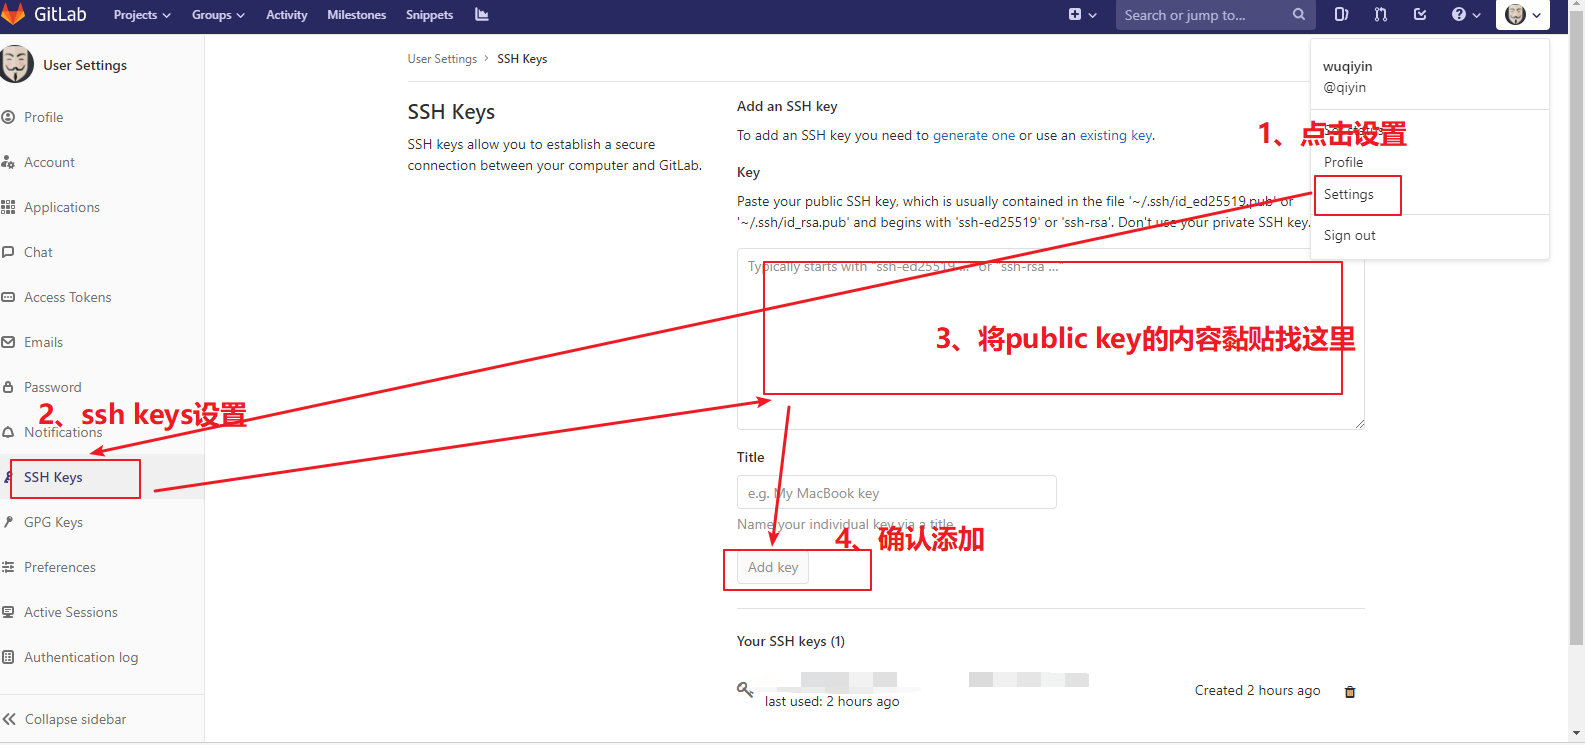 GitLab Projects Groups Activity Milestones Snippets Search or jump to...
User Settings
Profile
Account
Applications
Chat
Access Tokens
Emails
Password
Notifications
SSH Keys
GPG Keys
Preferences
Active Sessions
Authentication log
Collapse sidebar
2、ssh keys设置
User Settings > SSH Keys
SSH Keys
SSH keys allow you to establish a secure
connection between your computer and GitLab.
Add an SSH key
To add an SSH key you need to generate one or use an existing key.
Key
Paste your public SSH key, which is usually contained in the file '~/.ssh/id_ed25519.pub' or
'~/.ssh/id_rsa.pub' and begins with 'ssh-ed25519' or 'ssh-rsa'. Don't use your private SSH key.
Typically starts with "ssh-ed25519 ..." or "ssh-rsa ..."
3、将public key的内容黏贴找这里
Title
e.g. My MacBook key
Name your individual key via a title
4、确认添加
Add key
Your SSH keys (1)
last used: 2 hours ago
Created 2 hours ago
wuqiyin
@qiyin
Set status
1、点击设置
Profile
Settings
Sign out